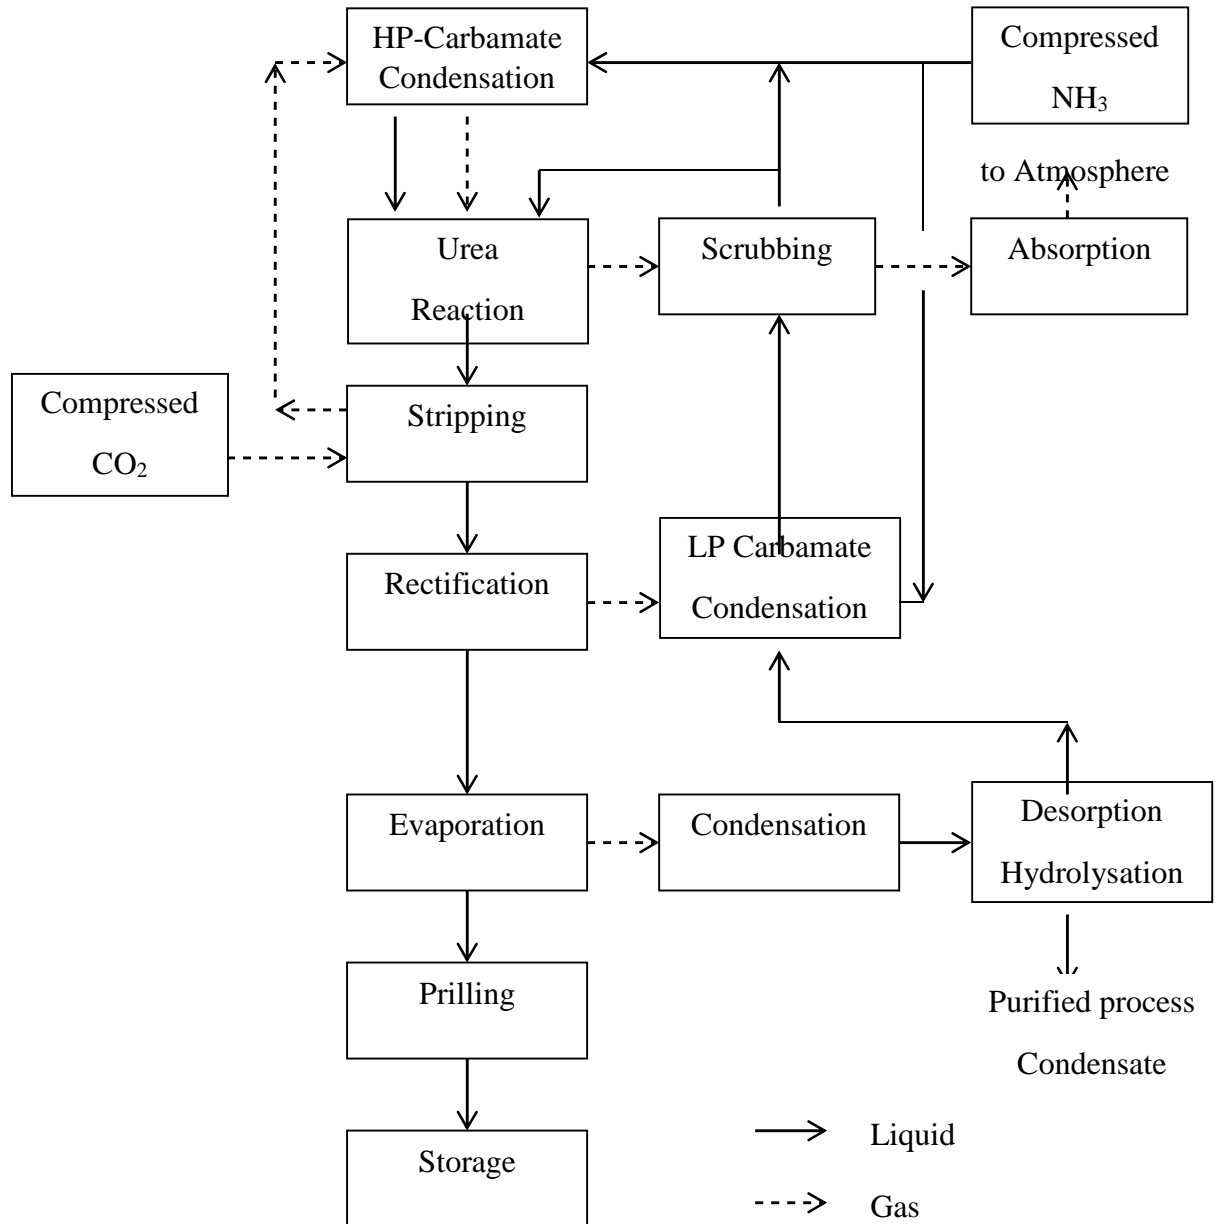 HP-Carbamate
Condensation
Compressed
NH₃
to Atmosphere
Urea
Reaction
Scrubbing
Absorption
Compressed
CO₂
Stripping
Rectification
LP Carbamate
Condensation
Evaporation
Condensation
Desorption
Hydrolysation
Prilling
Purified process
Condensate
Storage
Liquid
Gas